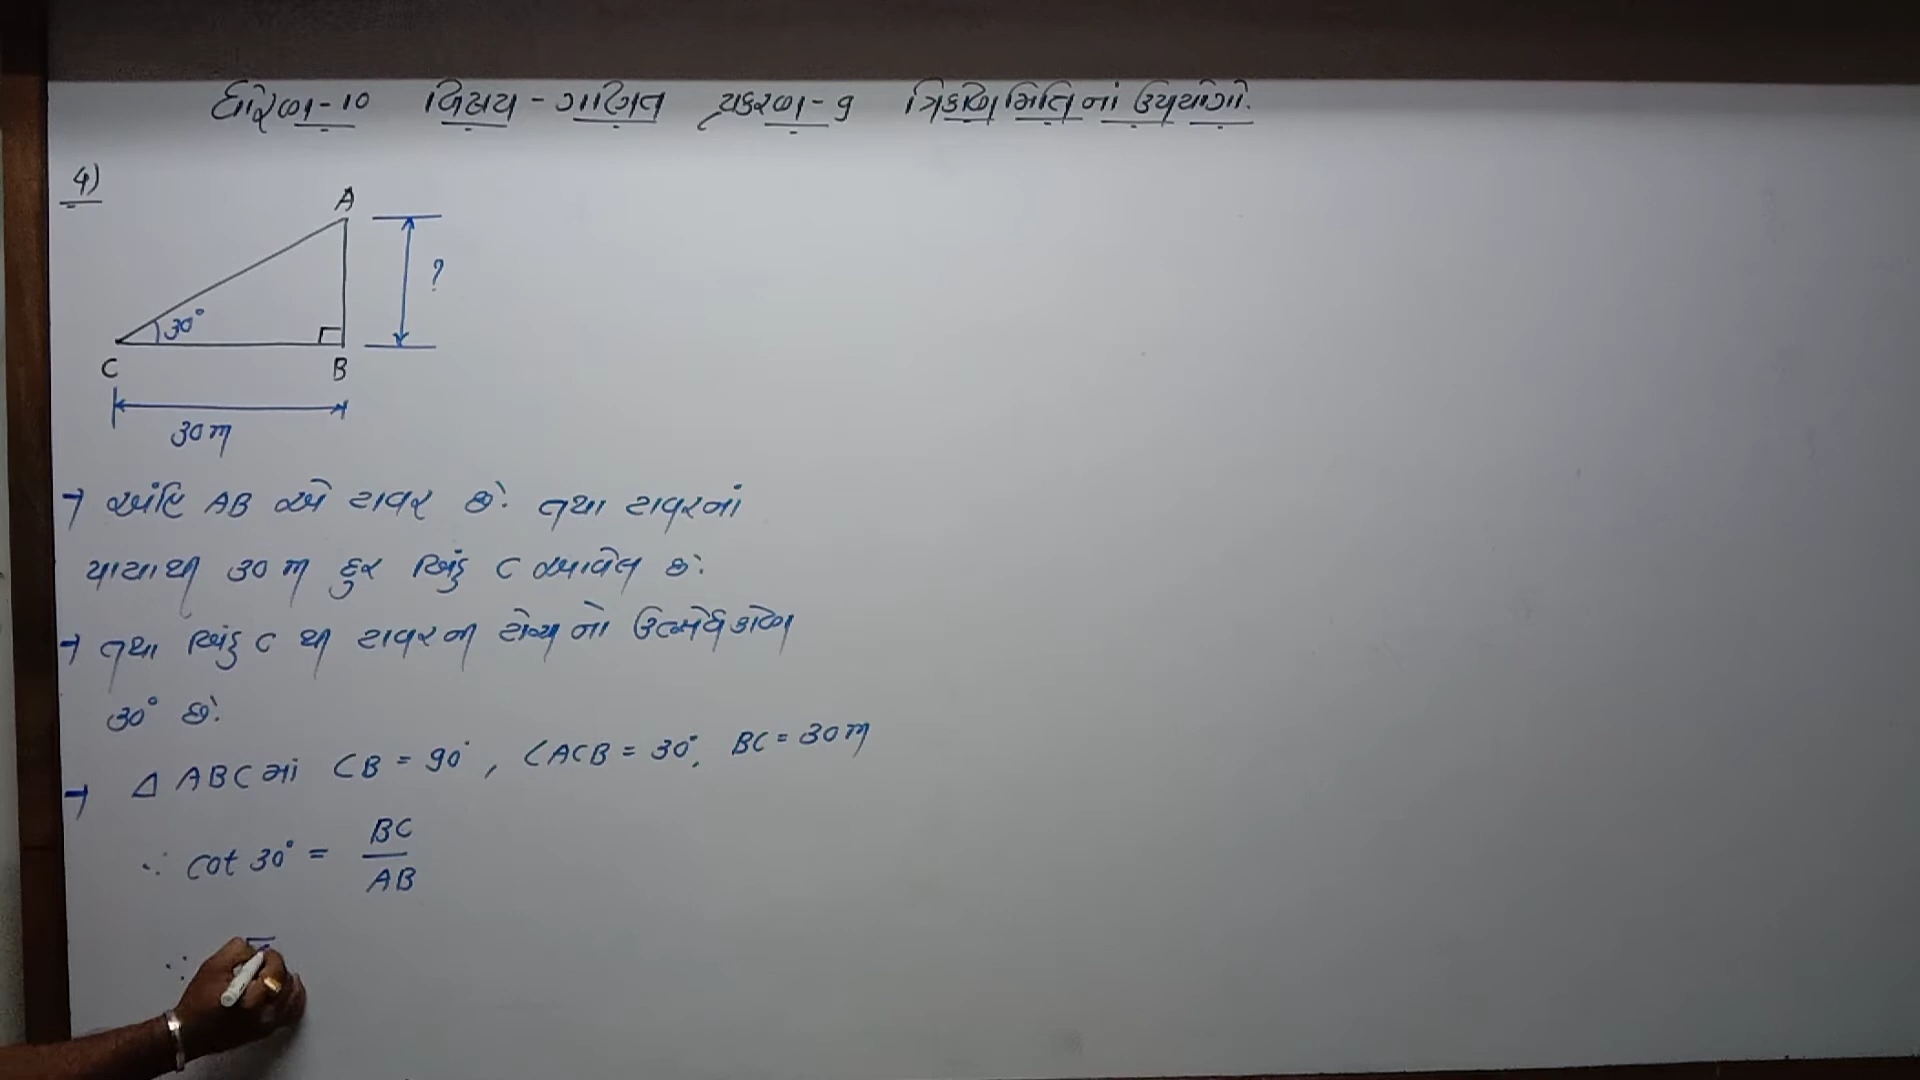 ધોરણ-10 વિષય-ગણિત પ્રકરણ-9 ત્રિકોણમિતિનાં ઉપયોગો.
4)
A
?
30°
C B
30 m
→ અહિં AB એ ટાવર છે. તથા ટાવરનાં
પાયાથી 30 m દુર બિંદુ C આવેલ છે.
→ તથા બિંદુ C થી ટાવરની ટોચ નો ઉત્સેધકોણ
30° છે.
→ △ ABC માં ∠B = 90°, ∠ACB = 30°, BC = 30 m
∴ cot 30° = BC / AB
∴